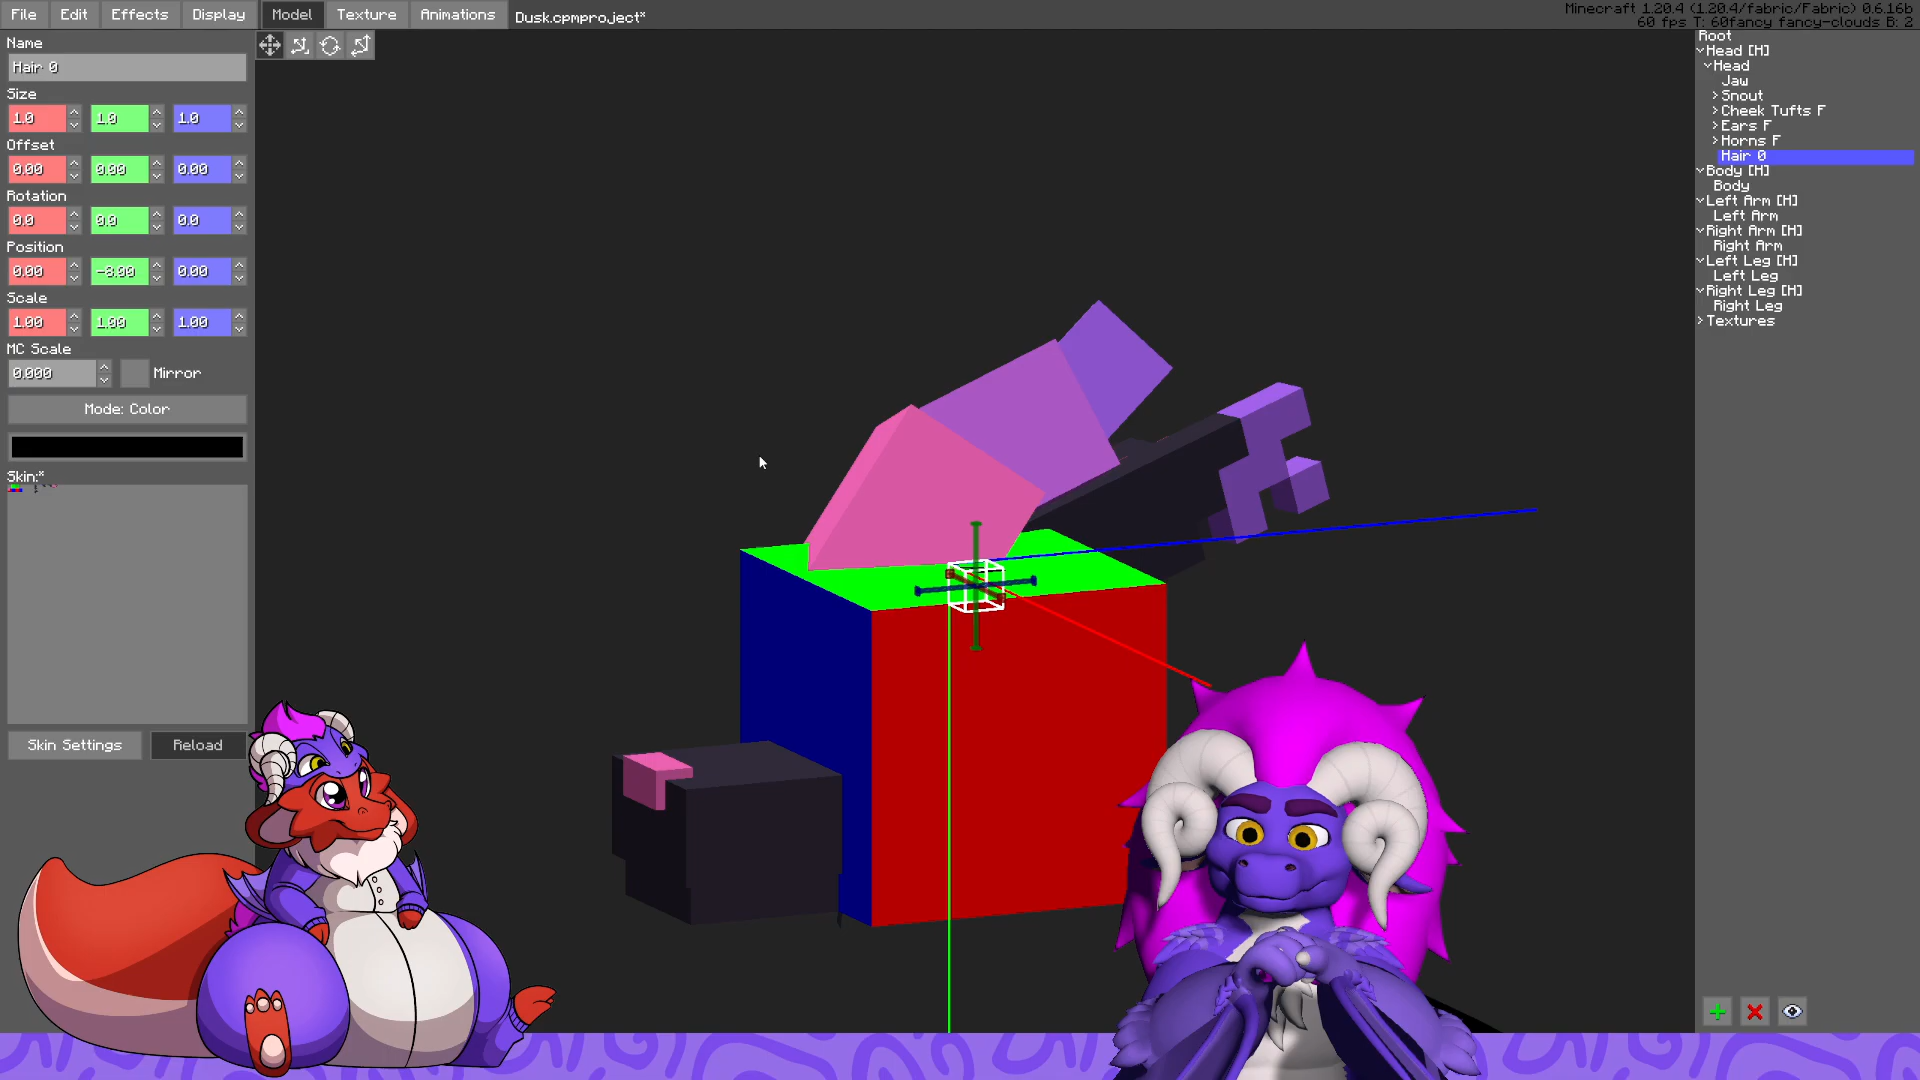 File Edit Effects Display Model Texture Animations Dusk.cpmproject*
Minecraft 1.20.4 (1.20.4/fabric/Fabric) 0.6.16b
60 fps T: 60fancy fancy-clouds B: 2
Name
Hair 0
Size
1.0 1.0 1.0
Offset
0.00 0.00 0.00
Rotation
0.0 0.0 0.0
Position
0.00 -8.00 0.00
Scale
1.00 1.00 1.00
MC Scale
0.000 Mirror
Mode: Color
Skin:*
Skin Settings Reload
Root
Head [H]
Head
Jaw
Snout
Cheek Tufts F
Ears F
Horns F
Hair 0
Body [H]
Body
Left Arm [H]
Left Arm
Right Arm [H]
Right Arm
Left Leg [H]
Left Leg
Right Leg [H]
Right Leg
Textures